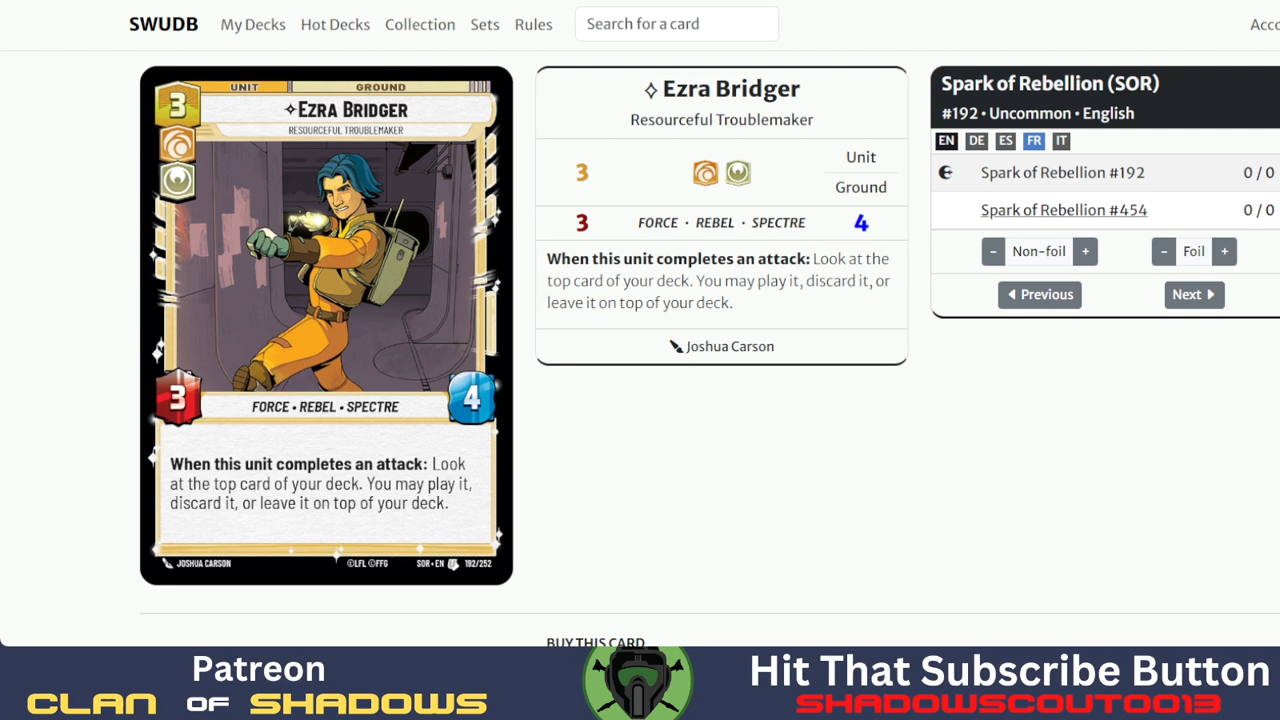 SWUDB
My Decks
Hot Decks
Collection
Sets
Rules
Search for a card
Acco
3
UNIT
GROUND
EZRA BRIDGER
RESOURCEFUL TROUBLEMAKER
3
FORCE • REBEL • SPECTRE
4
When this unit completes an attack: Look
at the top card of your deck. You may play it,
discard it, or leave it on top of your deck.
JOSHUA CARSON
©LFL ©FFG
SOR • EN
192/252
Ezra Bridger
Resourceful Troublemaker
3
Unit
Ground
3
FORCE · REBEL · SPECTRE
4
When this unit completes an attack: Look at the
top card of your deck. You may play it, discard it, or
leave it on top of your deck.
Joshua Carson
Spark of Rebellion (SOR)
#192 • Uncommon • English
EN DE ES FR IT
Spark of Rebellion #192 0 / 0
Spark of Rebellion #454 0 / 0
– Non-foil +
– Foil +
Previous
Next
BUY THIS CARD
Patreon
CLAN OF SHADOWS
Hit That Subscribe Button
SHADOWSCOUT0013